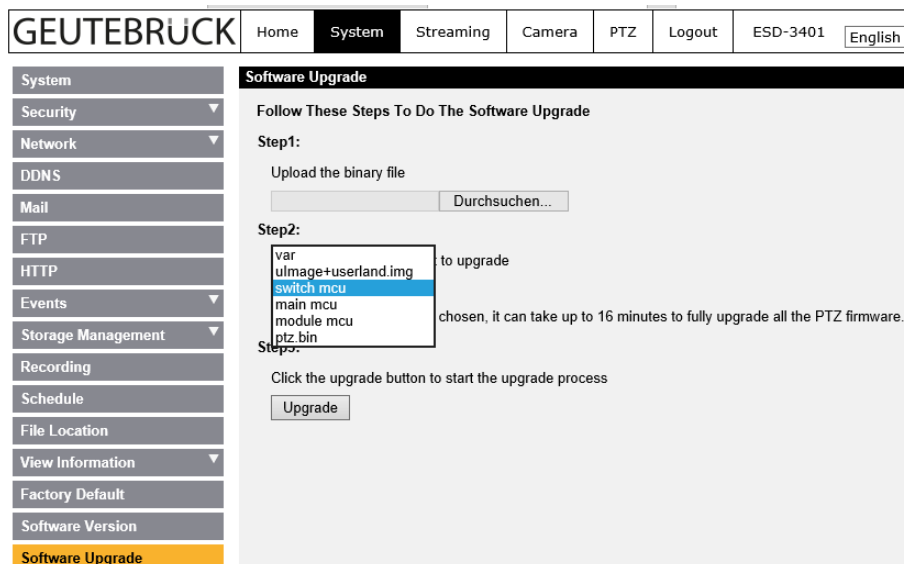 GEUTEBRÜCK
Home System Streaming Camera PTZ Logout ESD-3401 English
System
Security
Network
DDNS
Mail
FTP
HTTP
Events
Storage Management
Recording
Schedule
File Location
View Information
Factory Default
Software Version
Software Upgrade
Software Upgrade
Follow These Steps To Do The Software Upgrade
Step1:
Upload the binary file
Durchsuchen...
Step2:
var
uImage+userland.img
switch mcu
main mcu
module mcu
ptz.bin
to upgrade
chosen, it can take up to 16 minutes to fully upgrade all the PTZ firmware.
Click the upgrade button to start the upgrade process
Upgrade